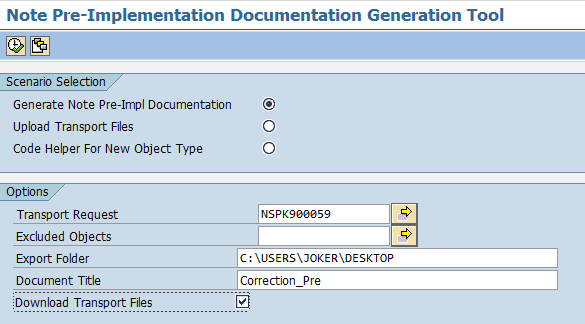 Note Pre-Implementation Documentation Generation Tool
Scenario Selection
Generate Note Pre-Impl Documentation
Upload Transport Files
Code Helper For New Object Type
Options
Transport Request NSPK900059
Excluded Objects
Export Folder C:\USERS\JOKER\DESKTOP
Document Title Correction_Pre
Download Transport Files